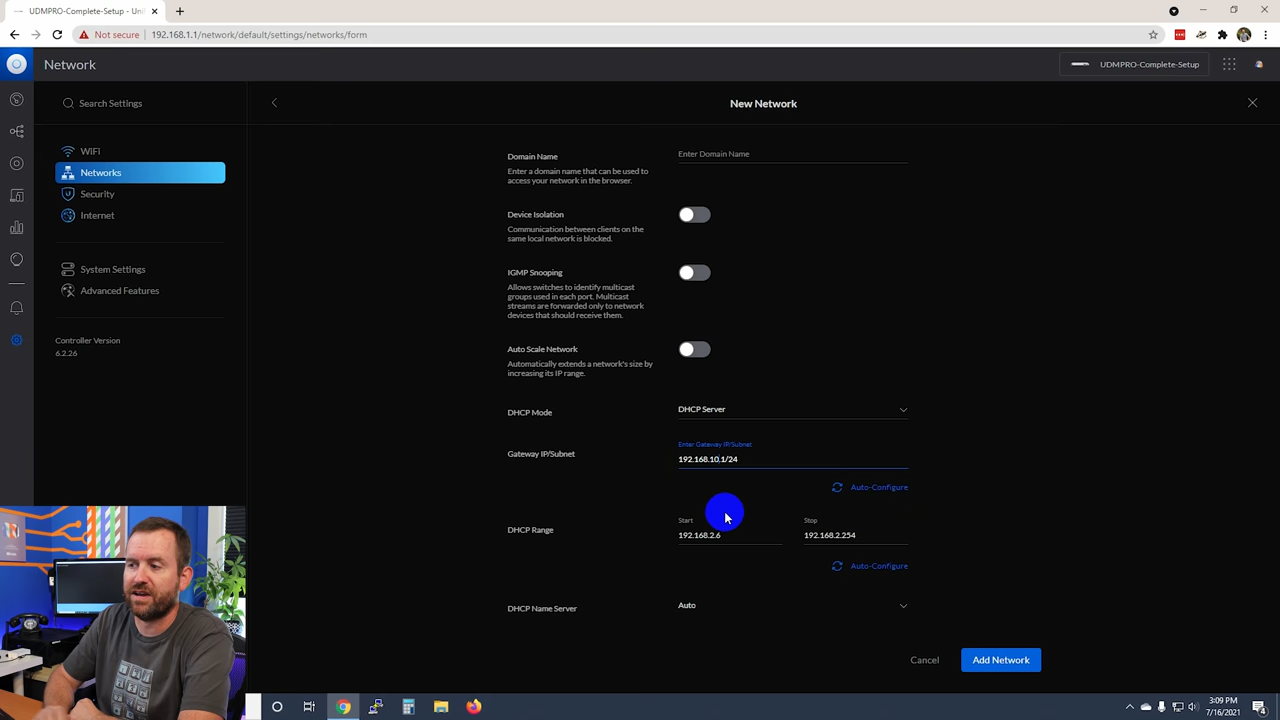 UDMPRO-Complete-Setup - Uni
Not secure
192.168.1.1/network/default/settings/networks/form
Network
UDMPRO-Complete-Setup
Search Settings
New Network
WiFi
Networks
Security
Internet
System Settings
Advanced Features
Controller Version
6.2.26
Domain Name
Enter a domain name that can be used to
access your network in the browser.
Enter Domain Name
Device Isolation
Communication between clients on the
same local network is blocked.
IGMP Snooping
Allows switches to identify multicast
groups used in each port. Multicast
streams are forwarded only to network
devices that should receive them.
Auto Scale Network
Automatically extends a network's size by
increasing its IP range.
DHCP Mode
DHCP Server
Gateway IP/Subnet
Enter Gateway IP/Subnet
192.168.10.1/24
Auto-Configure
DHCP Range
Start
192.168.2.6
Stop
192.168.2.254
Auto-Configure
DHCP Name Server
Auto
Cancel
Add Network
3:09 PM
7/16/2021